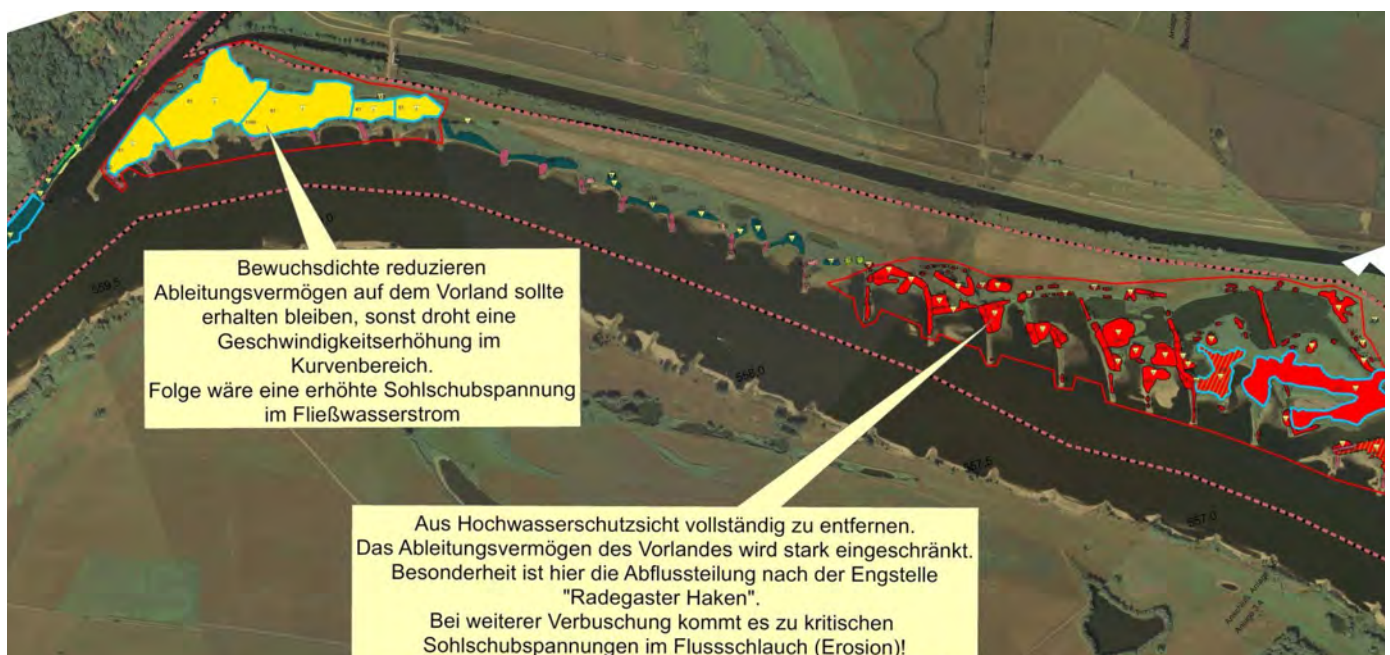 559,5
558,0
557,5
557,0
Bewuchsdichte reduzieren
Ableitungsvermögen auf dem Vorland sollte
erhalten bleiben, sonst droht eine
Geschwindigkeitserhöhung im
Kurvenbereich.
Folge wäre eine erhöhte Sohlschubspannung
im Fließwasserstrom
Aus Hochwasserschutzsicht vollständig zu entfernen.
Das Ableitungsvermögen des Vorlandes wird stark eingeschränkt.
Besonderheit ist hier die Abflussteilung nach der Engstelle
"Radegaster Haken".
Bei weiterer Verbuschung kommt es zu kritischen
Sohlschubspannungen im Flussschlauch (Erosion)!